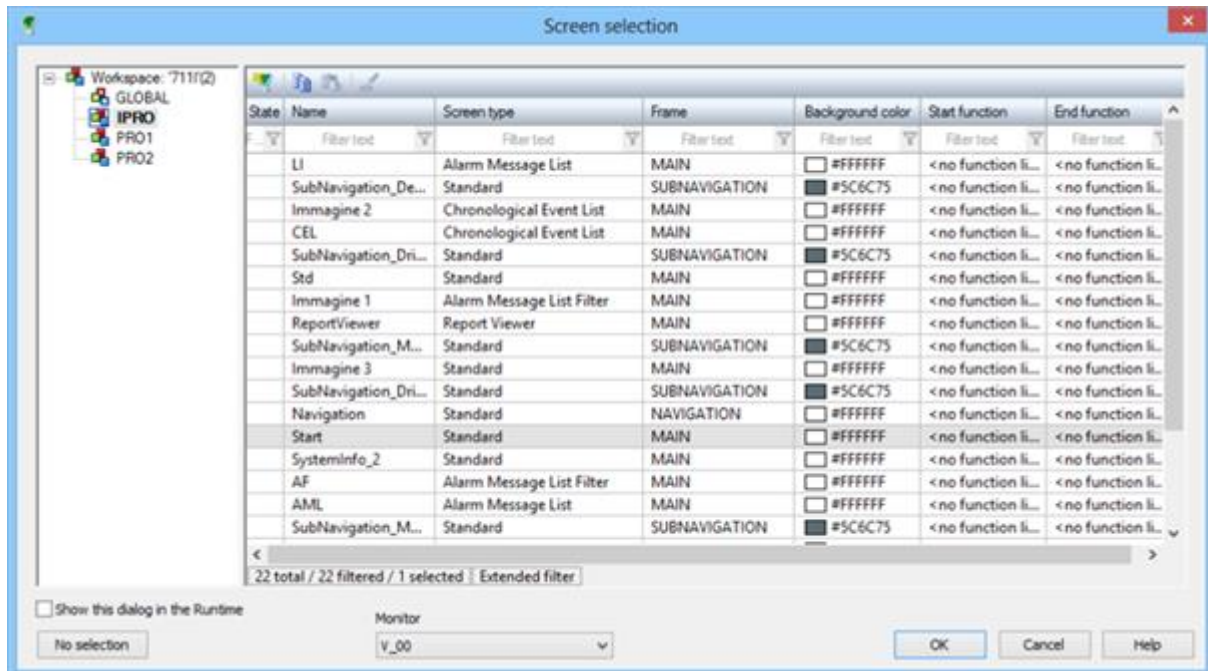 Screen selection
Workspace: '7110'(2)
GLOBAL
IPRO
PRO1
PRO2
State Name Screen type Frame Background color Start function End function
F... Filter text Filter text Filter text Filter text Filter text Filter text
LI Alarm Message List MAIN #FFFFFF <no function li... <no function li...
SubNavigation_De... Standard SUBNAVIGATION #5C6C75 <no function li... <no function li...
Immagine 2 Chronological Event List MAIN #FFFFFF <no function li... <no function li...
CEL Chronological Event List MAIN #FFFFFF <no function li... <no function li...
SubNavigation_Dri... Standard SUBNAVIGATION #5C6C75 <no function li... <no function li...
Std Standard MAIN #FFFFFF <no function li... <no function li...
Immagine 1 Alarm Message List Filter MAIN #FFFFFF <no function li... <no function li...
ReportViewer Report Viewer MAIN #FFFFFF <no function li... <no function li...
SubNavigation_M... Standard SUBNAVIGATION #5C6C75 <no function li... <no function li...
Immagine 3 Standard MAIN #FFFFFF <no function li... <no function li...
SubNavigation_Dri... Standard SUBNAVIGATION #5C6C75 <no function li... <no function li...
Navigation Standard NAVIGATION #FFFFFF <no function li... <no function li...
Start Standard MAIN #FFFFFF <no function li... <no function li...
SystemInfo_2 Standard MAIN #FFFFFF <no function li... <no function li...
AF Alarm Message List Filter MAIN #FFFFFF <no function li... <no function li...
AML Alarm Message List MAIN #FFFFFF <no function li... <no function li...
SubNavigation_M... Standard SUBNAVIGATION #5C6C75 <no function li... <no function li...
22 total / 22 filtered / 1 selected Extended filter
Show this dialog in the Runtime
Monitor
No selection V_00 OK Cancel Help